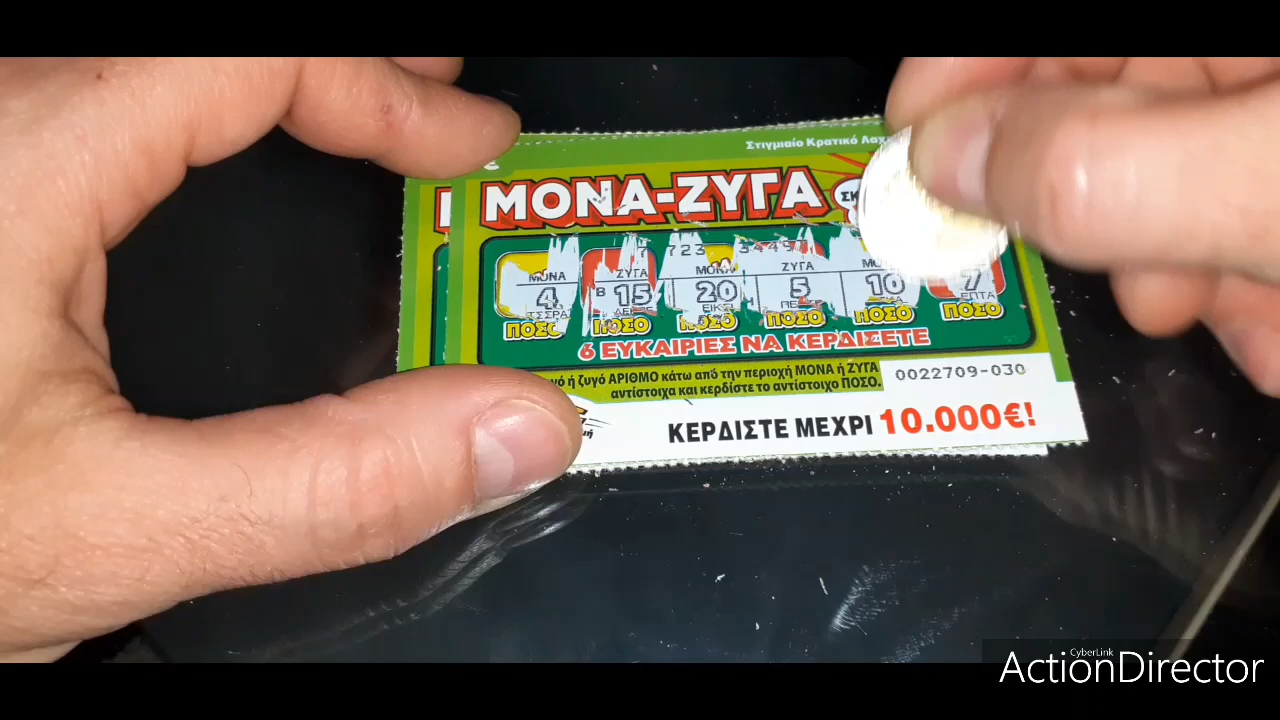 Στιγμιαίο Κρατικό
ΜΟΝΑ-ΖΥΓΑ
ΜΟΝΑ ΖΥΓΑ ΜΟΝΑ ΖΥΓΑ
4 15 20 5 10 7
ΕΠΤΑ
ΠΟΣΟ ΠΟΣΟ ΠΟΣΟ ΠΟΣΟ ΠΟΣΟ ΠΟΣΟ
6 ΕΥΚΑΙΡΙΕΣ ΝΑ ΚΕΡΔΙΣΕΤΕ
ή ζυγό ΑΡΙΘΜΟ κάτω από την περιοχή ΜΟΝΑ ή ΖΥΓΑ
αντίστοιχα και κερδίστε το αντίστοιχο ΠΟΣΟ.
0022709-030
ΚΕΡΔΙΣΤΕ ΜΕΧΡΙ 10.000€!
CyberLink
ActionDirector